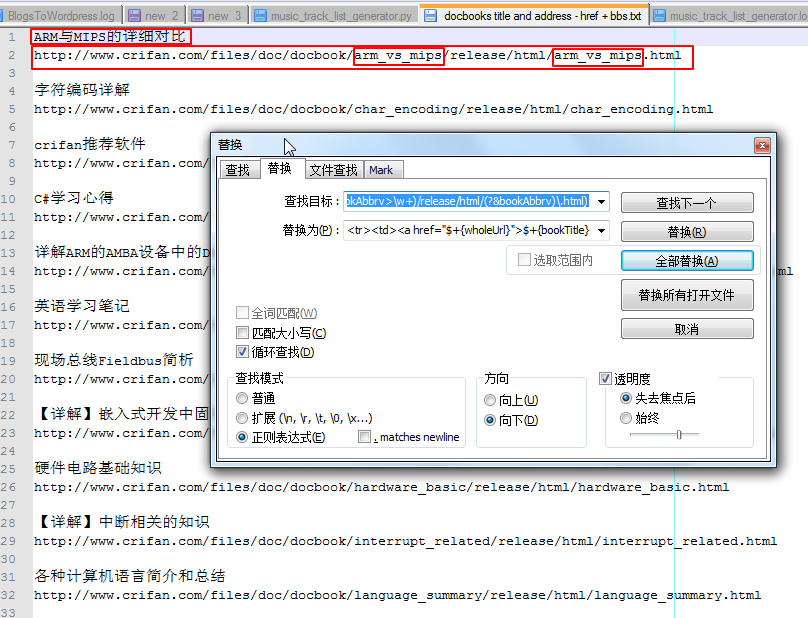 BlogsToWordpress.log new 2 new 3 music_track_list_generator.py docbooks title and address - href + bbs.txt music_track_list_generator.lo
1 ARM与MIPS的详细对比
2 http://www.crifan.com/files/doc/docbook/arm_vs_mips/release/html/arm_vs_mips.html
3
4 字符编码详解
5 http://www.crifan.com/files/doc/docbook/char_encoding/release/html/char_encoding.html
6
7 crifan推荐软件
8 http://www.crifan.com/files/
9
10 C#学习心得
11 http://www.crifan.com/files/
12
13 详解ARM的AMBA设备中的D
14 http://www.crifan.com/files/ ml
15
16 英语学习笔记
17 http://www.crifan.com/files/
18
19 现场总线Fieldbus简析
20 http://www.crifan.com/files/
21
22 【详解】嵌入式开发中固
23 http://www.crifan.com/files/
24
25 硬件电路基础知识
26 http://www.crifan.com/files/doc/docbook/hardware_basic/release/html/hardware_basic.html
27
28 【详解】中断相关的知识
29 http://www.crifan.com/files/doc/docbook/interrupt_related/release/html/interrupt_related.html
30
31 各种计算机语言简介和总结
32 http://www.crifan.com/files/doc/docbook/language_summary/release/html/language_summary.html
33
替换
查找 替换 文件查找 Mark
查找目标: okAbbrv>\w+)/release/html/(?&bookAbbrv)\.html) 查找下一个
替换为(P): <tr><td><a href="$+{wholeUrl}">$+{bookTitle} 替换(R)
选取范围内 全部替换(A)
替换所有打开文件
全词匹配(W) 取消
匹配大小写(C)
循环查找(D)
查找模式 方向 透明度
普通 向上(U) 失去焦点后
扩展 (\n, \r, \t, \0, \x...) 向下(D) 始终
正则表达式(E) . matches newline